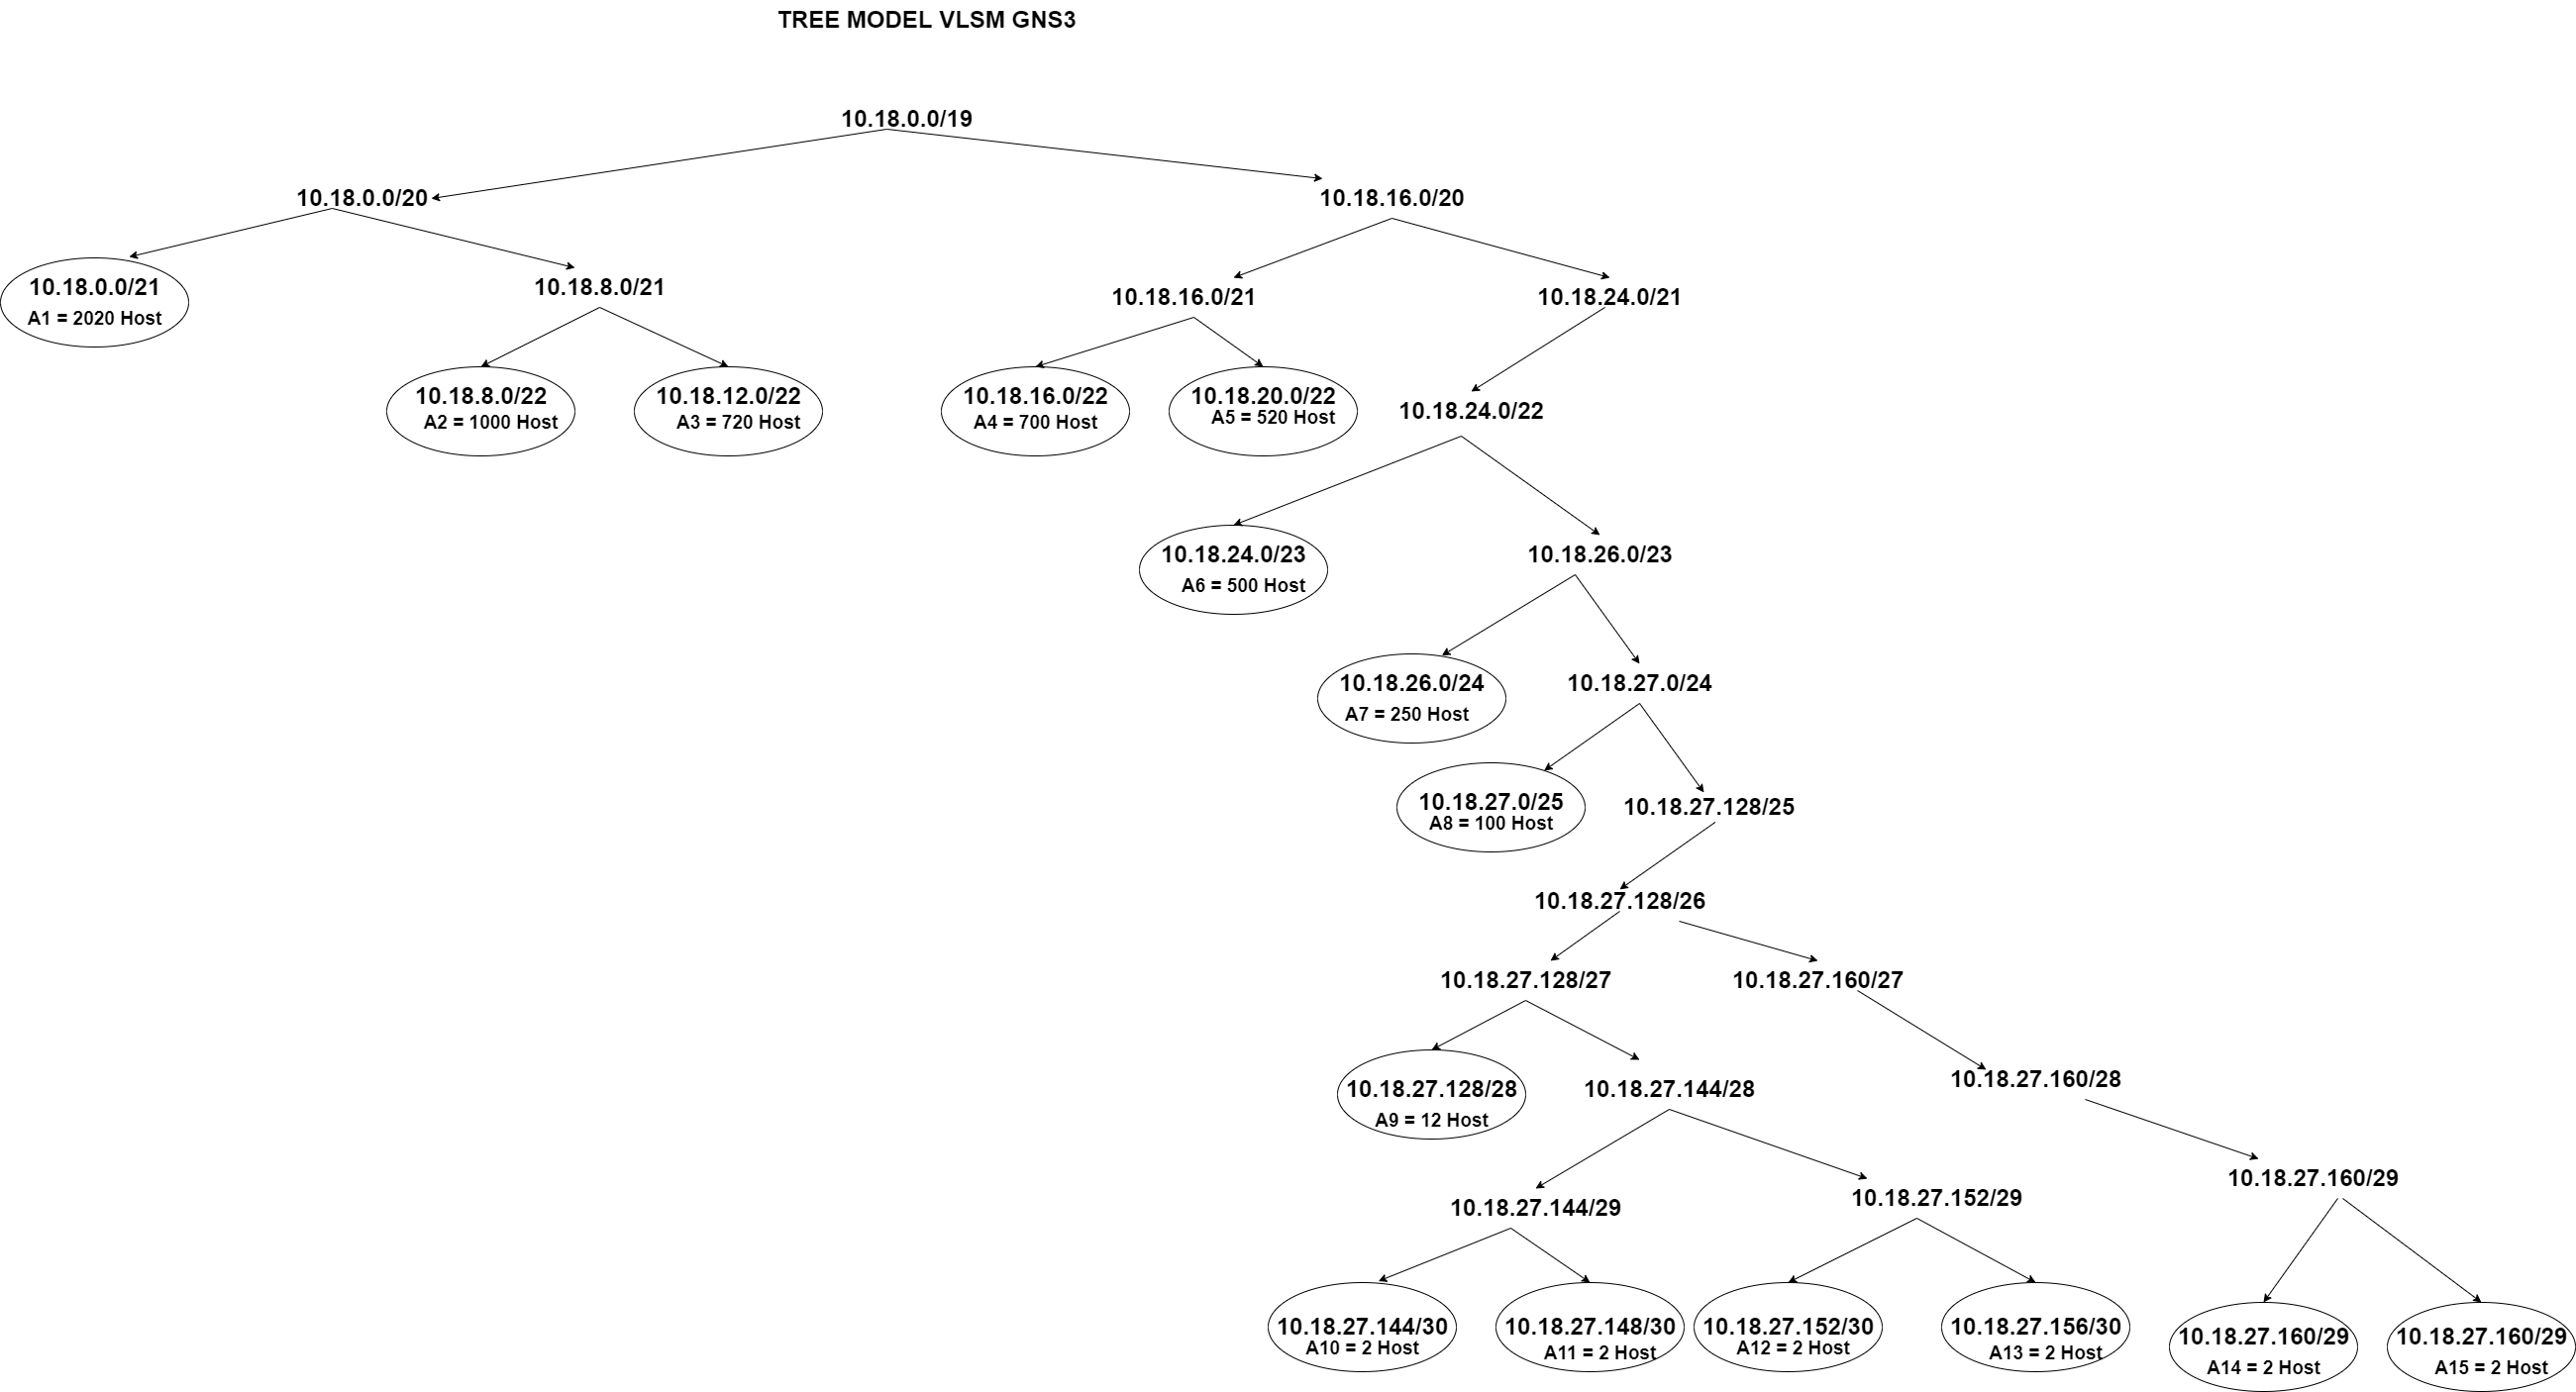 TREE MODEL VLSM GNS3
10.18.0.0/19
10.18.0.0/20
10.18.16.0/20
10.18.0.0/21
A1 = 2020 Host
10.18.8.0/21
10.18.16.0/21
10.18.24.0/21
10.18.8.0/22
A2 = 1000 Host
10.18.12.0/22
A3 = 720 Host
10.18.16.0/22
A4 = 700 Host
10.18.20.0/22
A5 = 520 Host
10.18.24.0/22
10.18.24.0/23
A6 = 500 Host
10.18.26.0/23
10.18.26.0/24
A7 = 250 Host
10.18.27.0/24
10.18.27.0/25
A8 = 100 Host
10.18.27.128/25
10.18.27.128/26
10.18.27.128/27
10.18.27.160/27
10.18.27.128/28
A9 = 12 Host
10.18.27.144/28
10.18.27.160/28
10.18.27.144/29
10.18.27.152/29
10.18.27.160/29
10.18.27.144/30
A10 = 2 Host
10.18.27.148/30
A11 = 2 Host
10.18.27.152/30
A12 = 2 Host
10.18.27.156/30
A13 = 2 Host
10.18.27.160/29
A14 = 2 Host
10.18.27.160/29
A15 = 2 Host